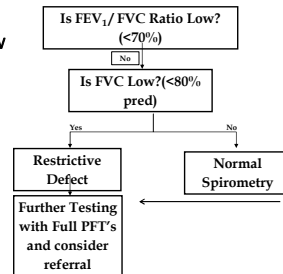 Is FEV₁/ FVC Ratio Low?
(<70%)
No
Is FVC Low?(<80%
pred)
Yes
No
Restrictive
Defect
Normal
Spirometry
Further Testing
with Full PFT's
and consider
referral